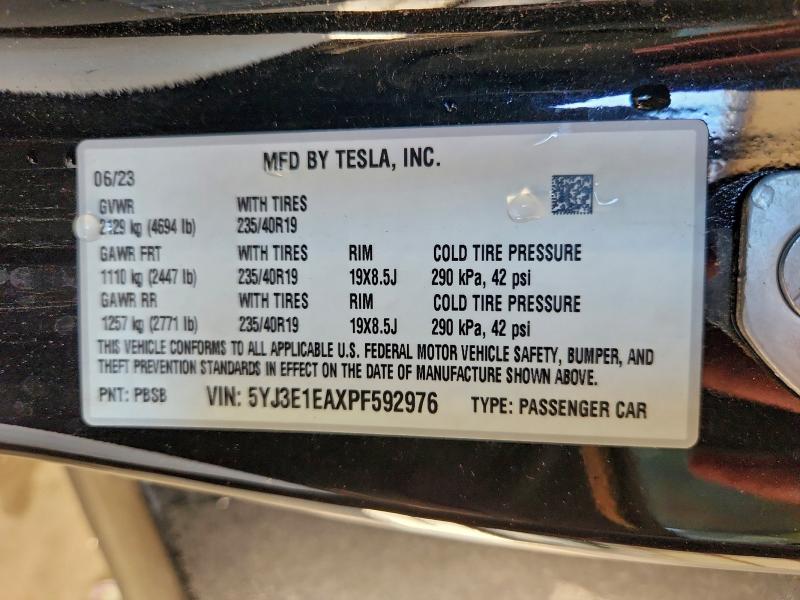 MFD BY TESLA, INC.
06/23
GVWR WITH TIRES
2129 kg (4694 lb) 235/40R19
GAWR FRT WITH TIRES RIM COLD TIRE PRESSURE
1110 kg (2447 lb) 235/40R19 19X8.5J 290 kPa, 42 psi
GAWR RR WITH TIRES RIM COLD TIRE PRESSURE
1257 kg (2771 lb) 235/40R19 19X8.5J 290 kPa, 42 psi
THIS VEHICLE CONFORMS TO ALL APPLICABLE U.S. FEDERAL MOTOR VEHICLE SAFETY, BUMPER, AND
THEFT PREVENTION STANDARDS IN EFFECT ON THE DATE OF MANUFACTURE SHOWN ABOVE.
PNT: PBSB VIN: 5YJ3E1EAXPF592976 TYPE: PASSENGER CAR